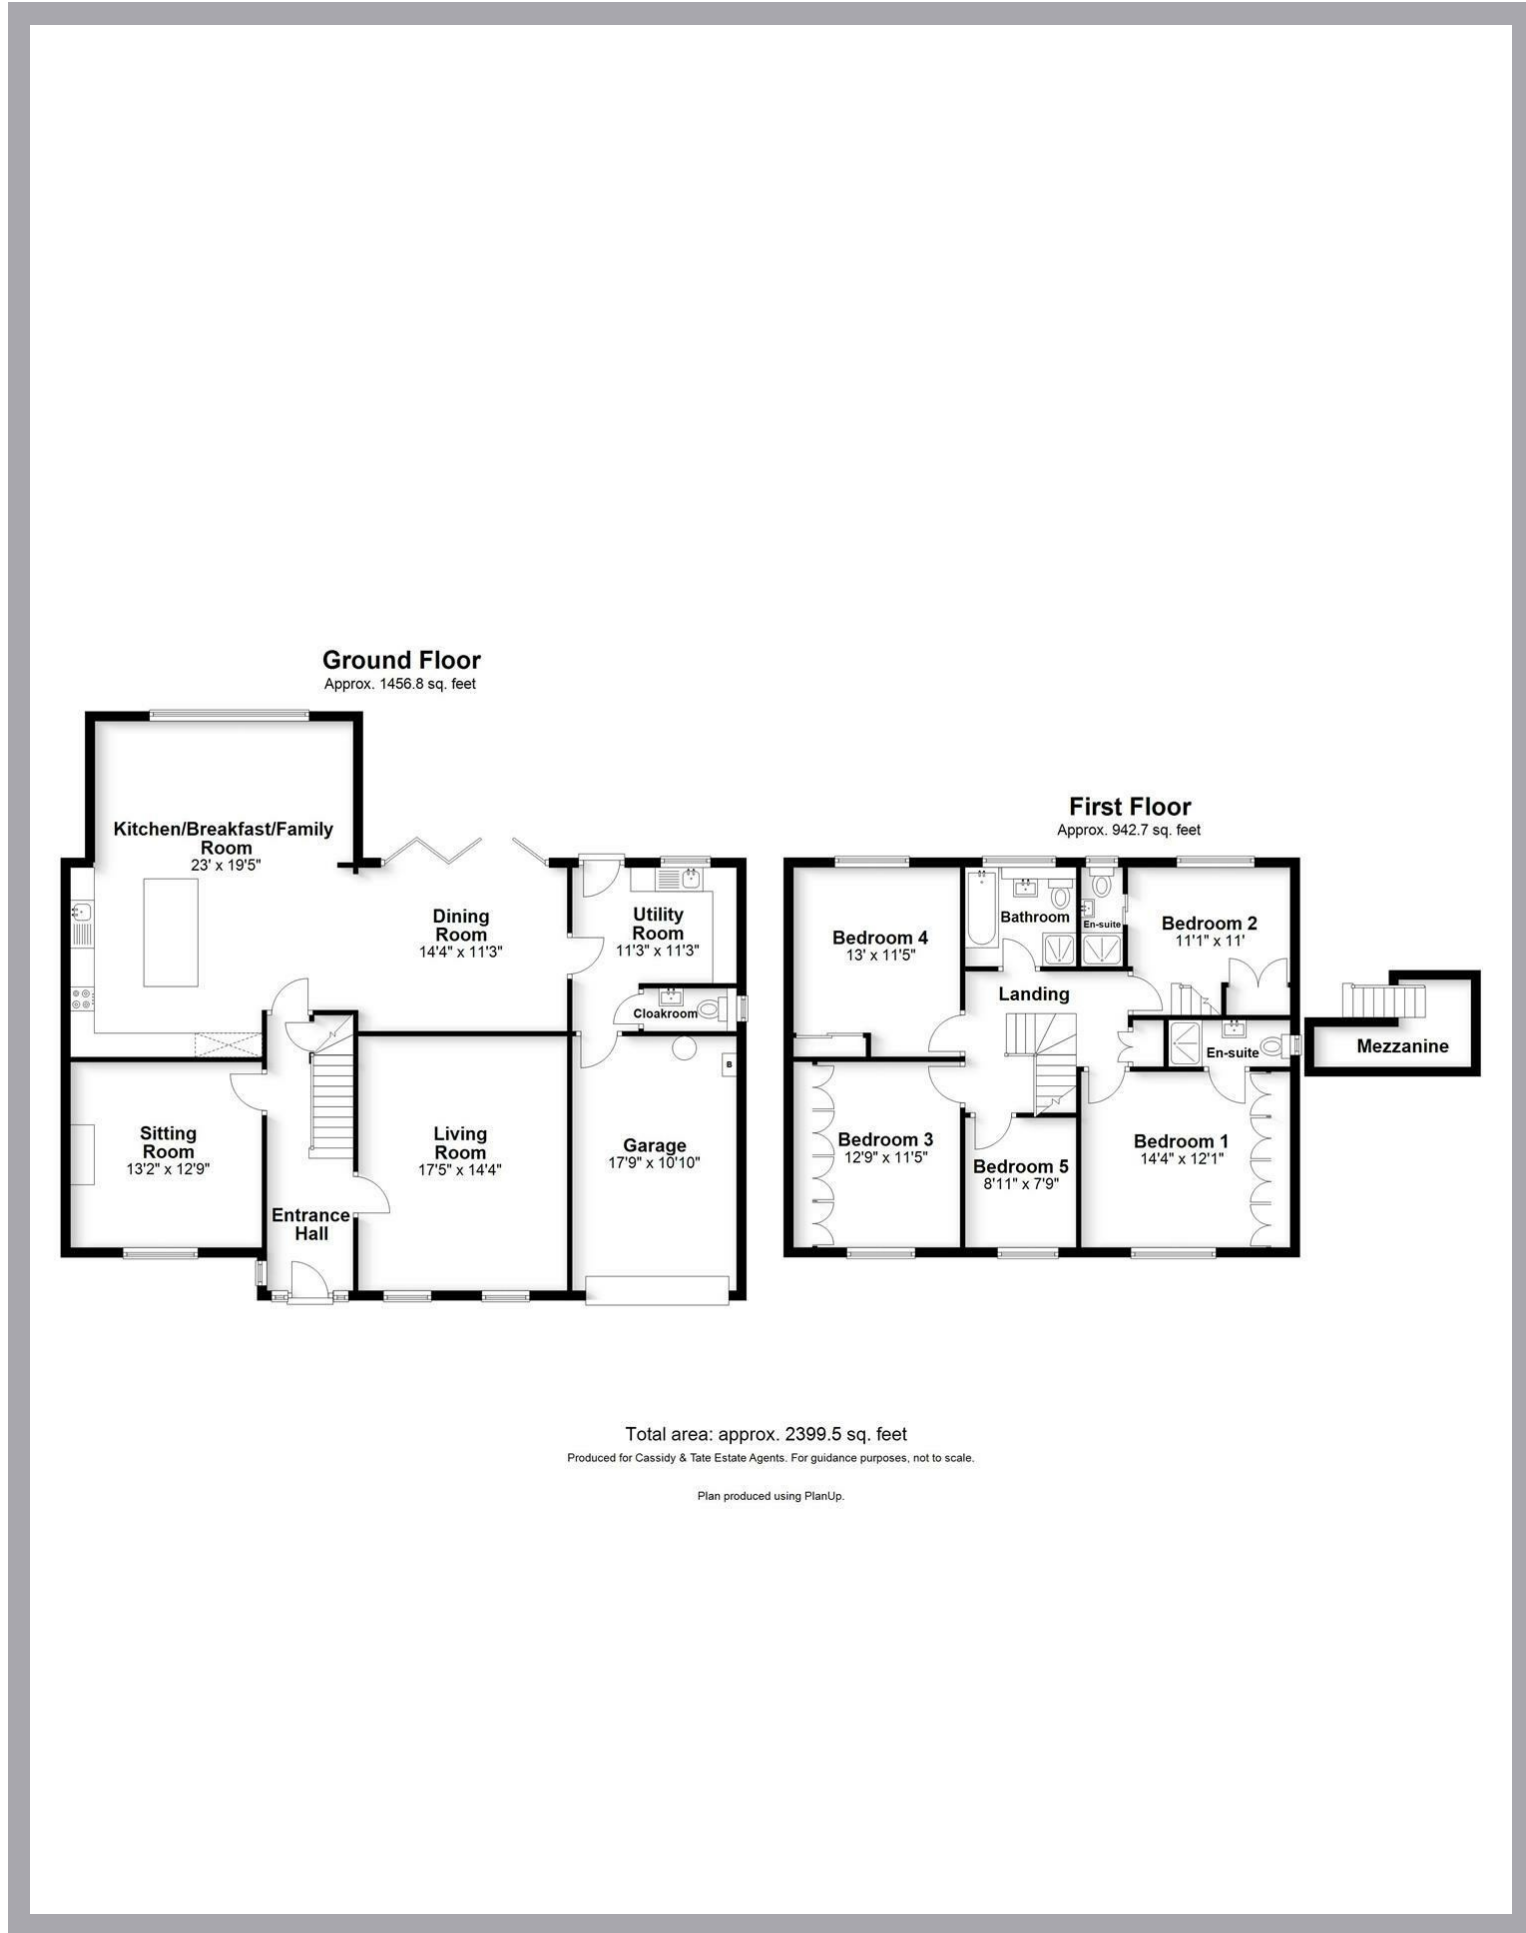 Ground Floor
Approx. 1456.8 sq. feet
Kitchen/Breakfast/Family
Room
23' x 19'5"
Dining
Room
14'4" x 11'3"
Utility
Room
11'3" x 11'3"
Cloakroom
Sitting
Room
13'2" x 12'9"
Living
Room
17'5" x 14'4"
Garage
17'9" x 10'10"
B
Entrance
Hall
First Floor
Approx. 942.7 sq. feet
Bedroom 4
13' x 11'5"
Bathroom
En-suite
Bedroom 2
11'1" x 11'
Landing
En-suite
Mezzanine
Bedroom 3
12'9" x 11'5"
Bedroom 5
8'11" x 7'9"
Bedroom 1
14'4" x 12'1"
Total area: approx. 2399.5 sq. feet
Produced for Cassidy & Tate Estate Agents. For guidance purposes, not to scale.
Plan produced using PlanUp.